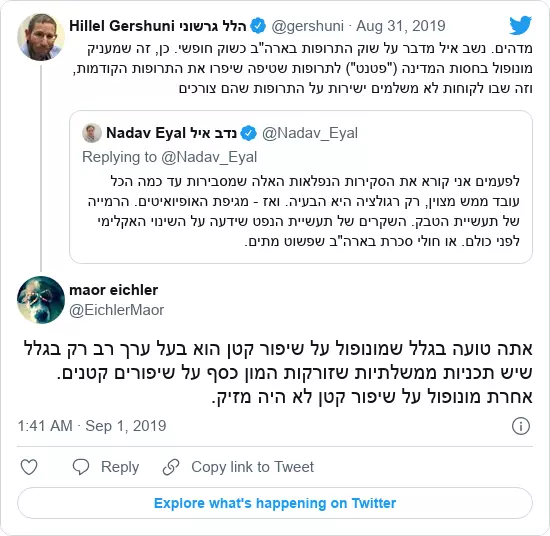 Hillel Gershuni הלל גרשוני @gershuni · Aug 31, 2019
מדהים. נשב איל מדבר על שוק התרופות בארה"ב כשוק חופשי. כן, זה שמעניק
מונופול בחסות המדינה ("פטנט") לתרופות שטיפה שיפרו את התרופות הקודמות,
וזה שבו לקוחות לא משלמים ישירות על התרופות שהם צורכים
Nadav Eyal נדב איל @Nadav_Eyal
Replying to @Nadav_Eyal
לפעמים אני קורא את הסקירות הנפלאות האלה שמסבירות עד כמה הכל
עובד ממש מצוין, רק רגולציה היא הבעיה. ואז - מגיפת האופיואיטים. הרמייה
של תעשיית הטבק. השקרים של תעשיית הנפט שידעה על השינוי האקלימי
לפני כולם. או חולי סכרת בארה"ב שפשוט מתים.
maor eichler
@EichlerMaor
אתה טועה בגלל שמונופול על שיפור קטן הוא בעל ערך רב רק בגלל
שיש תכניות ממשלתיות שזורקות המון כסף על שיפורים קטנים.
אחרת מונופול על שיפור קטן לא היה מזיק.
1:41 AM · Sep 1, 2019
Reply Copy link to Tweet
Explore what's happening on Twitter